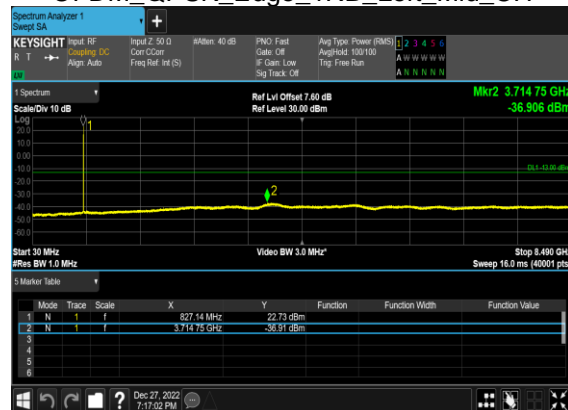 Spectrum Analyzer 1
Swept SA
KEYSIGHT Input: RF Input Z: 50 Ω #Atten: 40 dB PNO: Fast Avg Type: Power (RMS) 1 2 3 4 5 6
R T Coupling: DC Corr CCorr Gate: Off Avg|Hold: 100/100 A W W W W W
Align: Auto Freq Ref: Int (S) IF Gain: Low Trig: Free Run
LW Sig Track: Off A N N N N N
1 Spectrum Ref Lvl Offset 7.60 dB Mkr2 3.714 75 GHz
Scale/Div 10 dB Ref Level 30.00 dBm -36.906 dBm
Log
20.0
10.0
0.00
-10.0
-20.0
-30.0
-40.0
-50.0
-60.0
1
DL1 -13.00 dBm
2
Start 30 MHz Video BW 3.0 MHz* Stop 8.490 GHz
#Res BW 1.0 MHz Sweep 16.0 ms (40001 pts)
5 Marker Table
Mode Trace Scale X Y Function Function Width Function Value
1 N 1 f 827.14 MHz 22.73 dBm
2 N 1 f 3.714 75 GHz -36.91 dBm
3
4
5
6
? Dec 27, 2022
7:17:02 PM